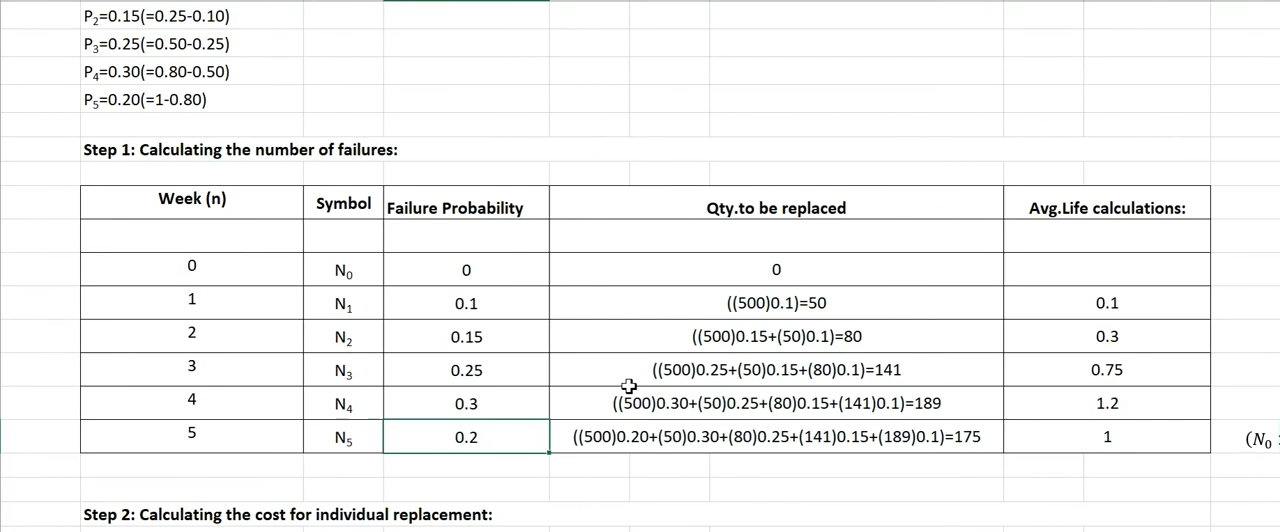 P₂=0.15(=0.25-0.10)
P₃=0.25(=0.50-0.25)
P₄=0.30(=0.80-0.50)
P₅=0.20(=1-0.80)
Step 1: Calculating the number of failures:
Week (n) Symbol Failure Probability Qty.to be replaced Avg.Life calculations:
0 N₀ 0 0
1 N₁ 0.1 ((500)0.1)=50 0.1
2 N₂ 0.15 ((500)0.15+(50)0.1)=80 0.3
3 N₃ 0.25 ((500)0.25+(50)0.15+(80)0.1)=141 0.75
4 N₄ 0.3 ((500)0.30+(50)0.25+(80)0.15+(141)0.1)=189 1.2
5 N₅ 0.2 ((500)0.20+(50)0.30+(80)0.25+(141)0.15+(189)0.1)=175 1 (N₀
Step 2: Calculating the cost for individual replacement: